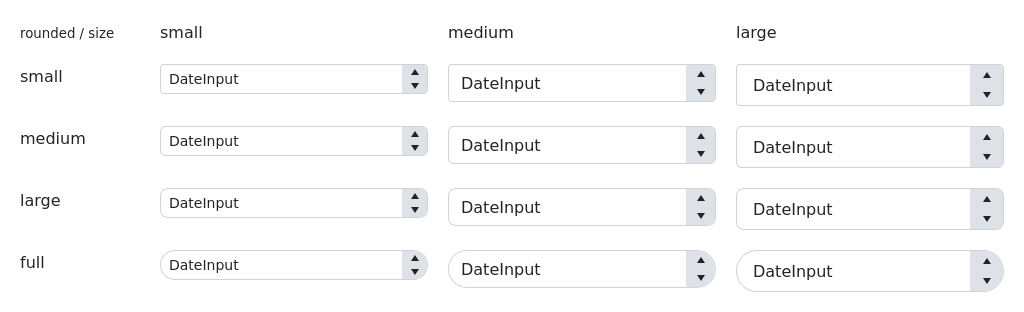 rounded / size small medium large
small DateInput DateInput DateInput
medium DateInput DateInput DateInput
large DateInput DateInput DateInput
full DateInput DateInput DateInput